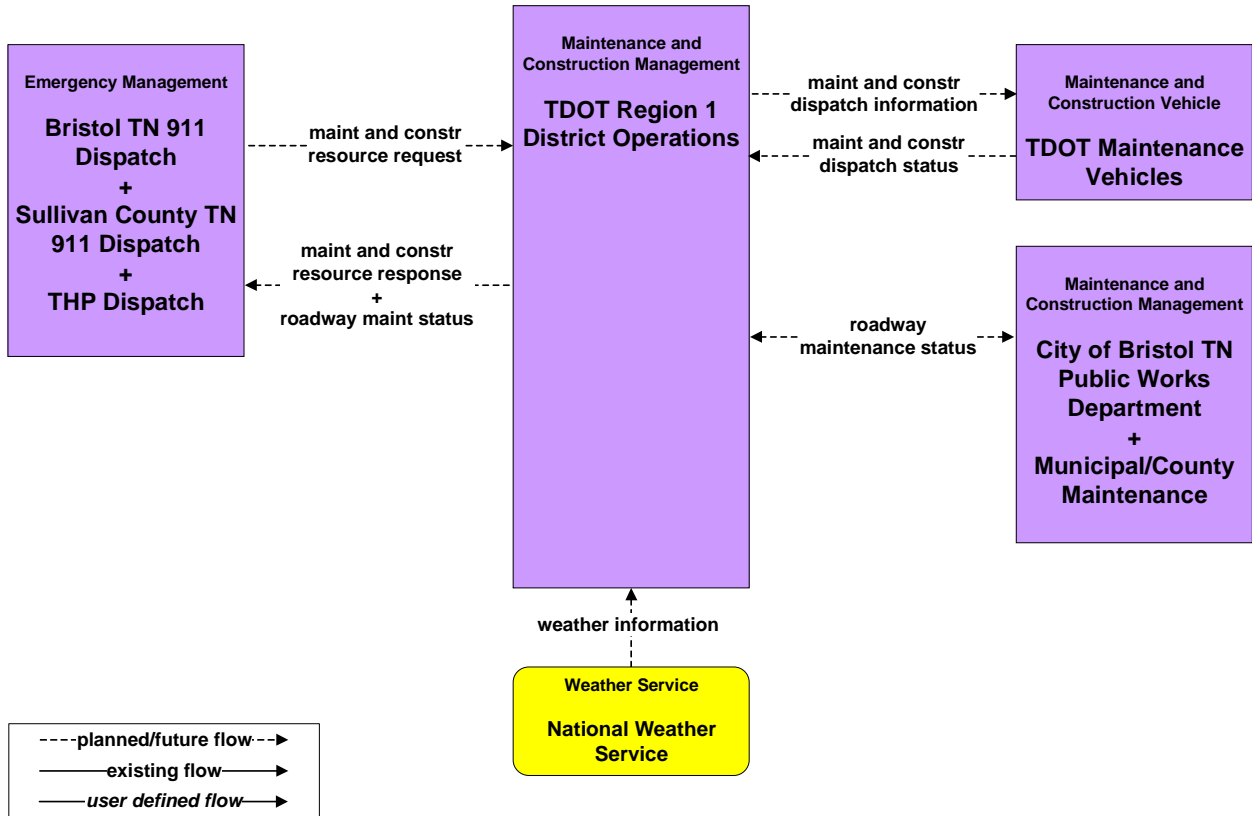 Emergency Management
Bristol TN 911
Dispatch
+
Sullivan County TN
911 Dispatch
+
THP Dispatch
maint and constr
resource request
maint and constr
resource response
+
roadway maint status
Maintenance and
Construction Management
TDOT Region 1
District Operations
maint and constr
dispatch information
maint and constr
dispatch status
Maintenance and
Construction Vehicle
TDOT Maintenance
Vehicles
roadway
maintenance status
Maintenance and
Construction Management
City of Bristol TN
Public Works
Department
+
Municipal/County
Maintenance
weather information
Weather Service
National Weather
Service
planned/future flow
existing flow
user defined flow